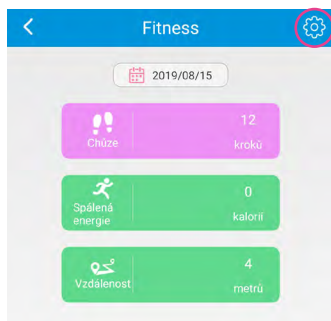 Fitness
2019/08/15
12
Chůze
kroků
0
Spálená
energie
kalorií
4
Vzdálenost
metrů